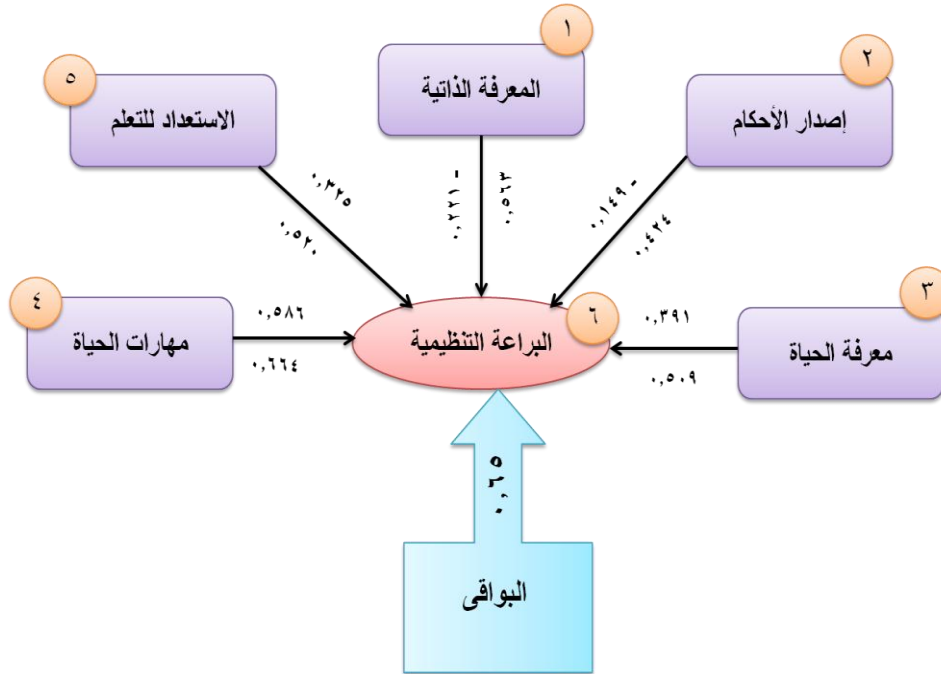 ١
المعرفة الذاتية
٢
إصدار الأحكام
٥
الاستعداد للتعلم
٠,٣٢٥
٠,٥٢٠
٠,٢٢١ -
٠,٥٦٣
٠,١٤٩ -
٠,٤٢٤
٣
معرفة الحياة
٠,٣٩١
٠,٥٠٩
٤
مهارات الحياة
٠,٥٨٦
٠,٦٦٤
٦
البراعة التنظيمية
٠,٦٩٥
البواقى